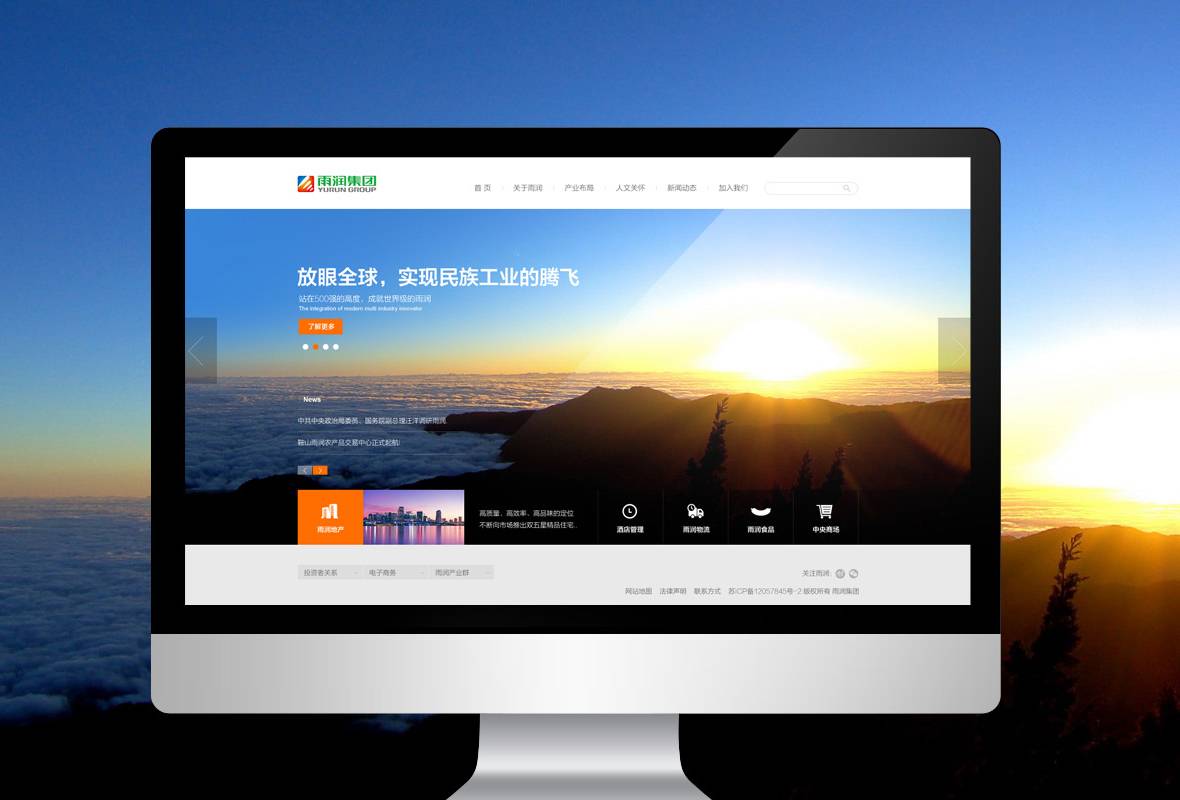 雨润集团
YURUN GROUP
首 页
关于雨润
产业布局
人文关怀
新闻动态
加入我们
放眼全球，实现民族工业的腾飞
站在500强的高度，成就世界级的雨润
The integration of modern multi industry innovator
了解更多
News
中共中央政治局委员、国务院副总理汪洋调研雨润
鞍山雨润农产品交易中心正式起航!
雨润地产
高质量、高效率、高品味的定位
不断向市场推出双五星精品住宅..
酒店管理
雨润物流
雨润食品
中央商场
投资者关系
电子商务
雨润产业群
关注雨润:
网站地图 法律声明 联系方式 苏ICP备12057845号-2 版权所有 雨润集团